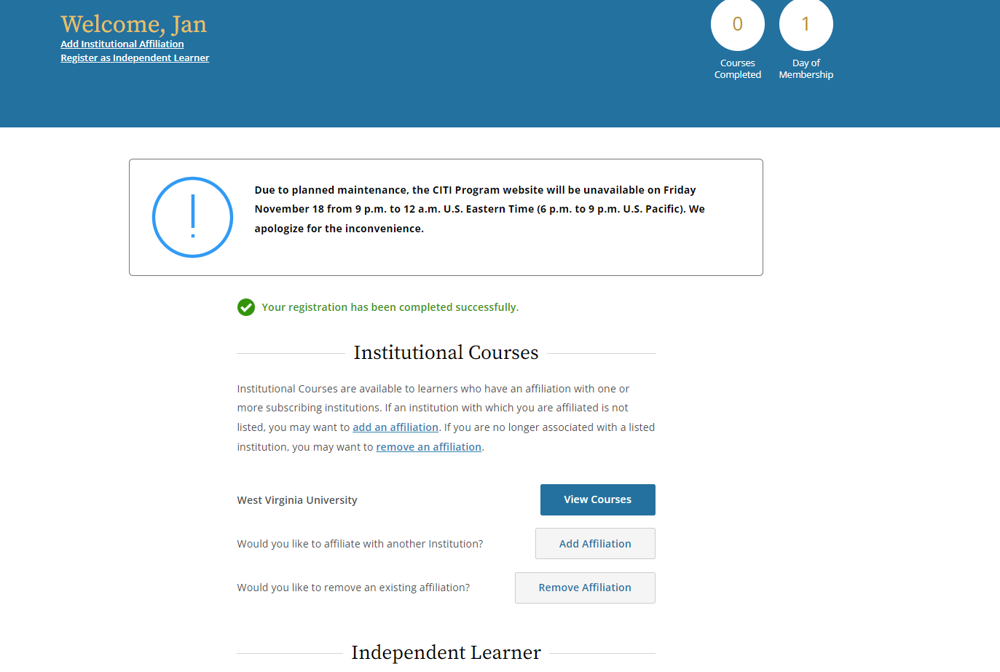 Welcome, Jan
Add Institutional Affiliation
Register as Independent Learner
0
Courses
Completed
1
Day of
Membership
Due to planned maintenance, the CITI Program website will be unavailable on Friday
November 18 from 9 p.m. to 12 a.m. U.S. Eastern Time (6 p.m. to 9 p.m. U.S. Pacific). We
apologize for the inconvenience.
Your registration has been completed successfully.
Institutional Courses
Institutional Courses are available to learners who have an affiliation with one or
more subscribing institutions. If an institution with which you are affiliated is not
listed, you may want to add an affiliation. If you are no longer associated with a listed
institution, you may want to remove an affiliation.
West Virginia University
View Courses
Would you like to affiliate with another Institution?
Add Affiliation
Would you like to remove an existing affiliation?
Remove Affiliation
Independent Learner